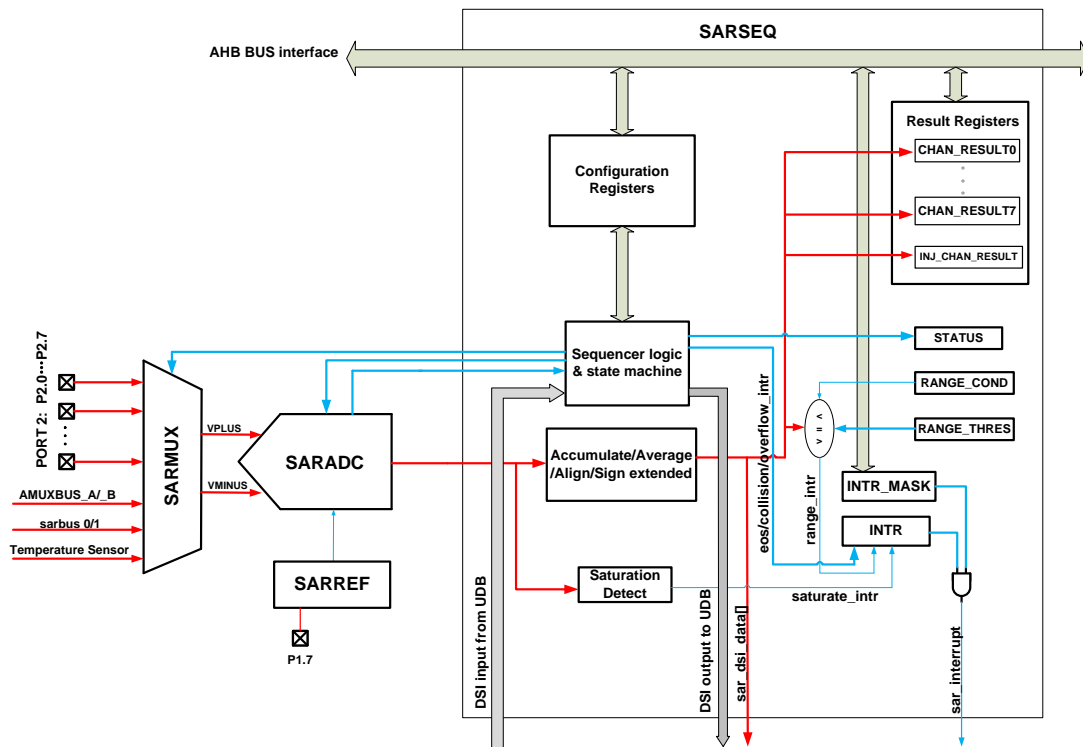 SARSEQ
AHB BUS interface
Result Registers
CHAN_RESULT0
CHAN_RESULT7
INJ_CHAN_RESULT
Configuration
Registers
Sequencer logic
& state machine
STATUS
RANGE_COND
RANGE_THRES
< = >
PORT 2: P2.0···P2.7
SARMUX
VPLUS
VMINUS
SARADC
Accumulate/Average
/Align/Sign extended
eos/collision/overflow_intr
range_intr
INTR_MASK
INTR
AMUXBUS_A/_B
sarbus 0/1
Temperature Sensor
SARREF
P1.7
Saturation
Detect
saturate_intr
DSI input from UDB
DSI output to UDB
sar_dsi_data[]
sar_interrupt